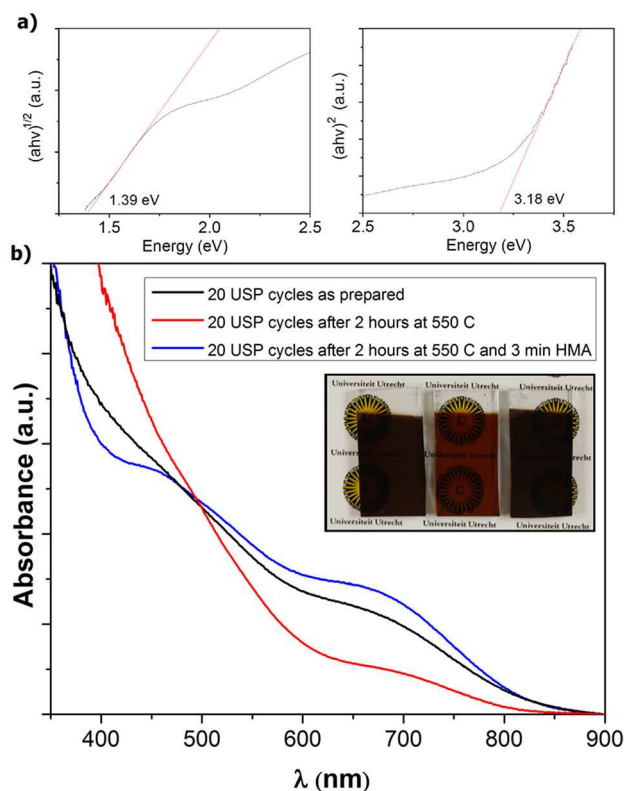 a)
(ahν)1/2 (a.u.)
1.39 eV
1.5 2.0 2.5
Energy (eV)
(ahν)2 (a.u.)
3.18 eV
2.5 3.0 3.5
Energy (eV)
b)
20 USP cycles as prepared
20 USP cycles after 2 hours at 550 C
20 USP cycles after 2 hours at 550 C and 3 min HMA
Universiteit Utrecht Universiteit Utrecht Universiteit Utrecht
Universiteit Utrecht Universiteit Utrecht Universiteit Utrecht
Absorbance (a.u.)
400 500 600 700 800 900
λ (nm)